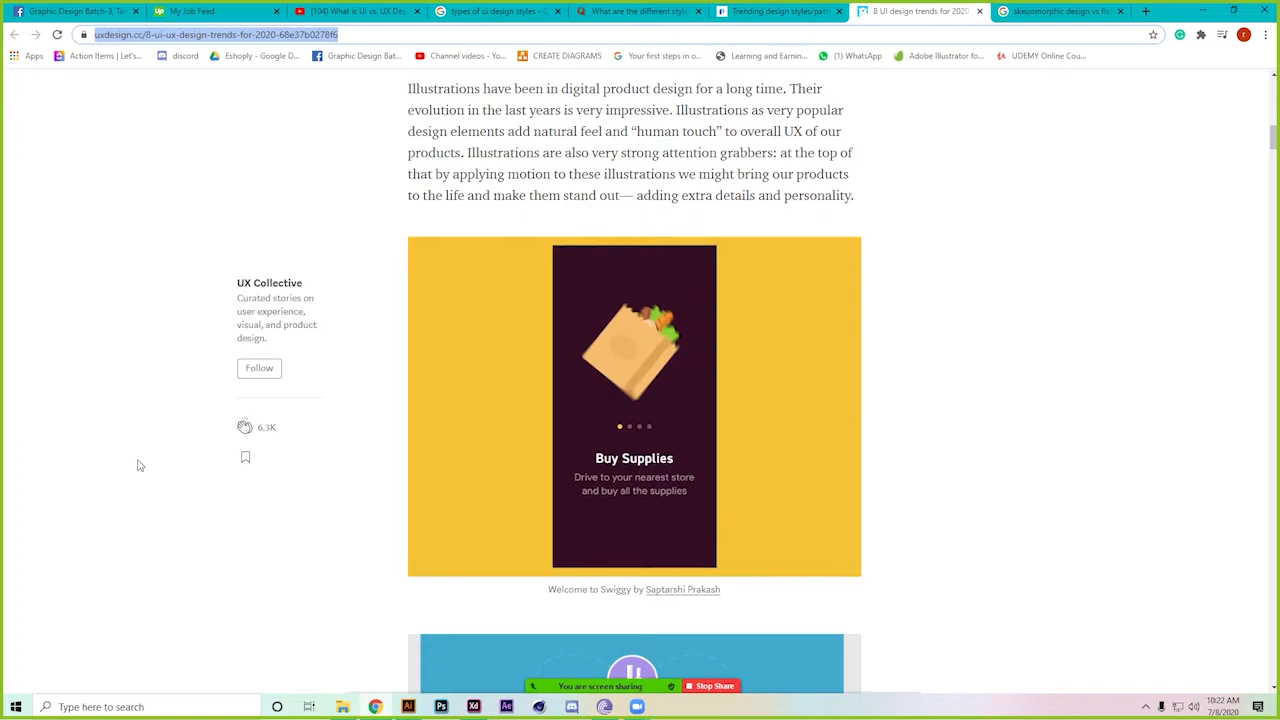 Graphic Design Batch-3, Ta
My Job Feed
(104) What is UI vs. UX Des
types of ui design styles - G
What are the different style
Trending design styles/patt
8 UI design trends for 2020
skeuomorphic design vs fla
uxdesign.cc/8-ui-ux-design-trends-for-2020-68e37b0278f6
Apps
Action Items | Let's...
discord
Eshoply - Google D...
Graphic Design Bat...
Channel videos - Yo...
CREATE DIAGRAMS
Your first steps in o...
Learning and Earnin...
(1) WhatsApp
Adobe Illustrator fo...
UDEMY Online Cou...
Illustrations have been in digital product design for a long time. Their
evolution in the last years is very impressive. Illustrations as very popular
design elements add natural feel and “human touch” to overall UX of our
products. Illustrations are also very strong attention grabbers: at the top of
that by applying motion to these illustrations we might bring our products
to the life and make them stand out— adding extra details and personality.
UX Collective
Curated stories on
user experience,
visual, and product
design.
Follow
6.3K
Buy Supplies
Drive to your nearest store
and buy all the supplies
Welcome to Swiggy by Saptarshi Prakash
You are screen sharing
Stop Share
Type here to search
10:22 AM
7/8/2020